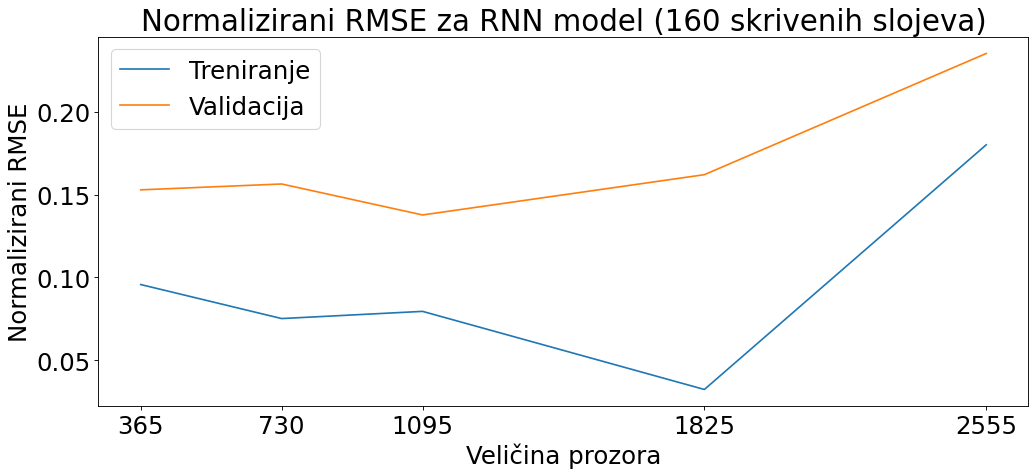 Normalizirani RMSE za RNN model (160 skrivenih slojeva)
Treniranje
Validacija
Normalizirani RMSE
0.20
0.15
0.10
0.05
365 730 1095 1825 2555
Veličina prozora